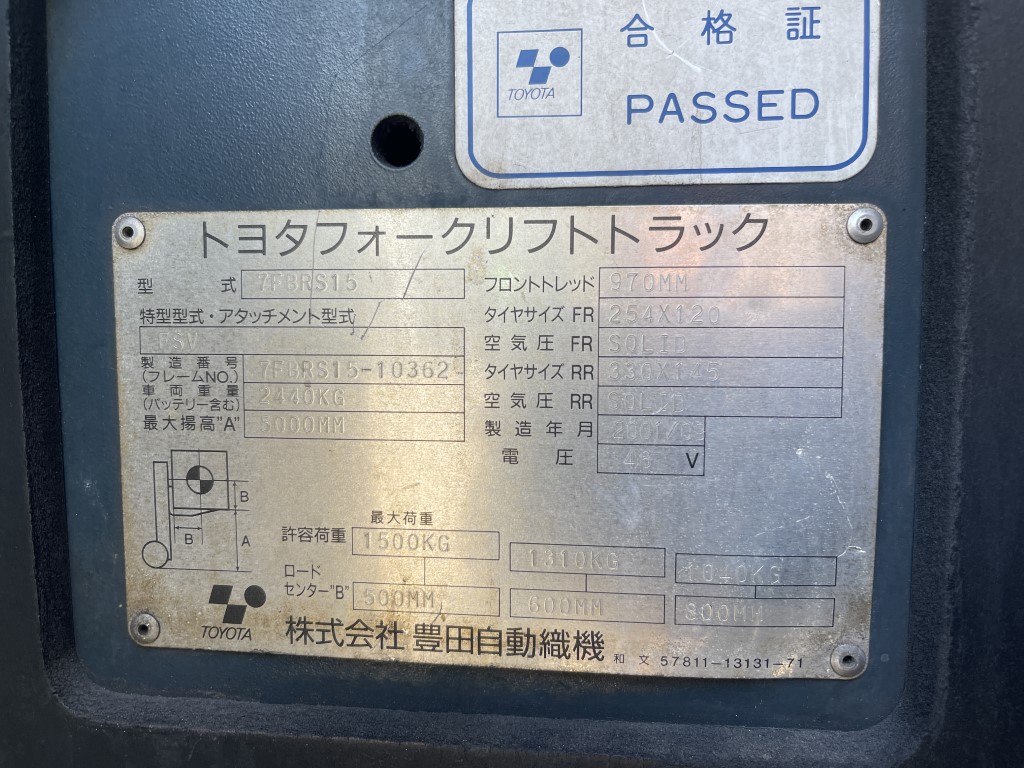 合格証
TOYOTA
PASSED
トヨタフォークリフトトラック
型式 7FBRS15
特型型式・アタッチメント型式
FSV
製造番号
(フレームNO.) 7FBRS15-10362
車両重量
(バッテリー含む) 2440KG
最大揚高"A" 5000MM
フロントトレッド 970MM
タイヤサイズ FR 254X120
空気圧 FR SOLID
タイヤサイズ RR 330X145
空気圧 RR
製造年月
電圧 48 V
B
B
A
最大荷重
許容荷重 1500KG 1310KG 1040KG
ロード
センター"B" 500MM 600MM 800MM
TOYOTA
株式会社 豊田自動織機
和文 57811-13131-71